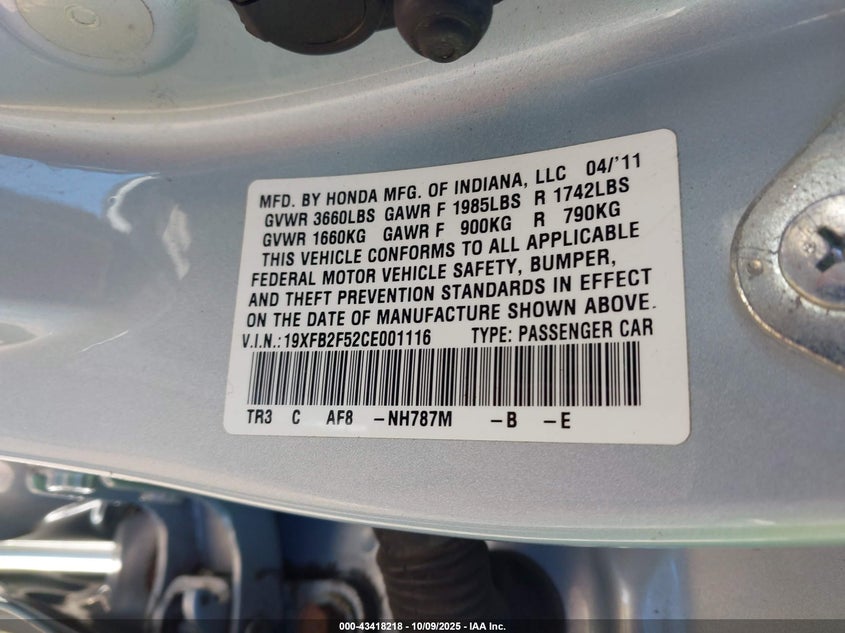 MFD. BY HONDA MFG. OF INDIANA, LLC 04/'11
GVWR 3660LBS GAWR F 1985LBS R 1742LBS
GVWR 1660KG GAWR F 900KG R 790KG
THIS VEHICLE CONFORMS TO ALL APPLICABLE
FEDERAL MOTOR VEHICLE SAFETY, BUMPER,
AND THEFT PREVENTION STANDARDS IN EFFECT
ON THE DATE OF MANUFACTURE SHOWN ABOVE.
V.I.N.:19XFB2F52CE001116 TYPE: PASSENGER CAR
TR3 C AF8 -NH787M -B -E
000-43418218 - 10/09/2025 - IAA Inc.